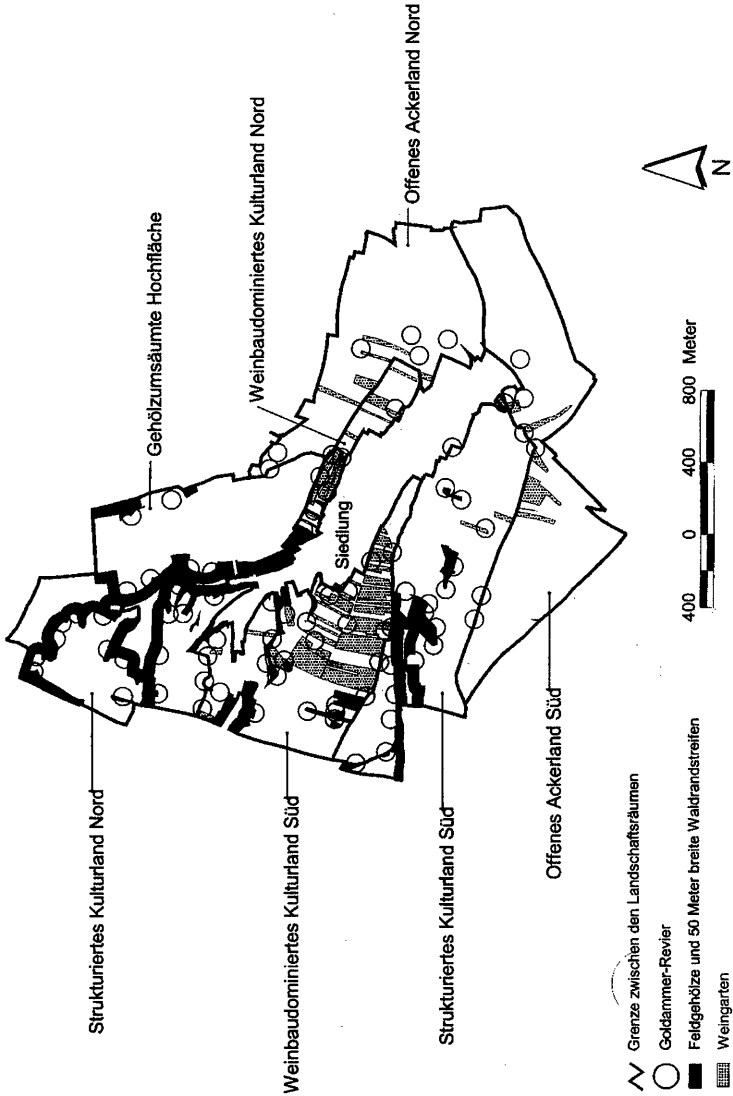 Strukturiertes Kulturland Nord
Gehölzumsäumte Hochfläche
Weinbaudominiertes Kulturland Nord
Offenes Ackerland Nord
Siedlung
Weinbaudominiertes Kulturland Süd
Strukturiertes Kulturland Süd
Offenes Ackerland Süd
Grenze zwischen den Landschaftsräumen
Goldammer-Revier
Feldgehölze und 50 Meter breite Waldrandstreifen
Weingarten
400 0 400 800 Meter
N